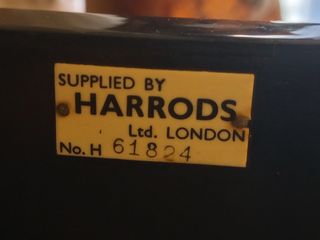 SUPPLIED BY
HARRODS
Ltd. LONDON
No. H 61824